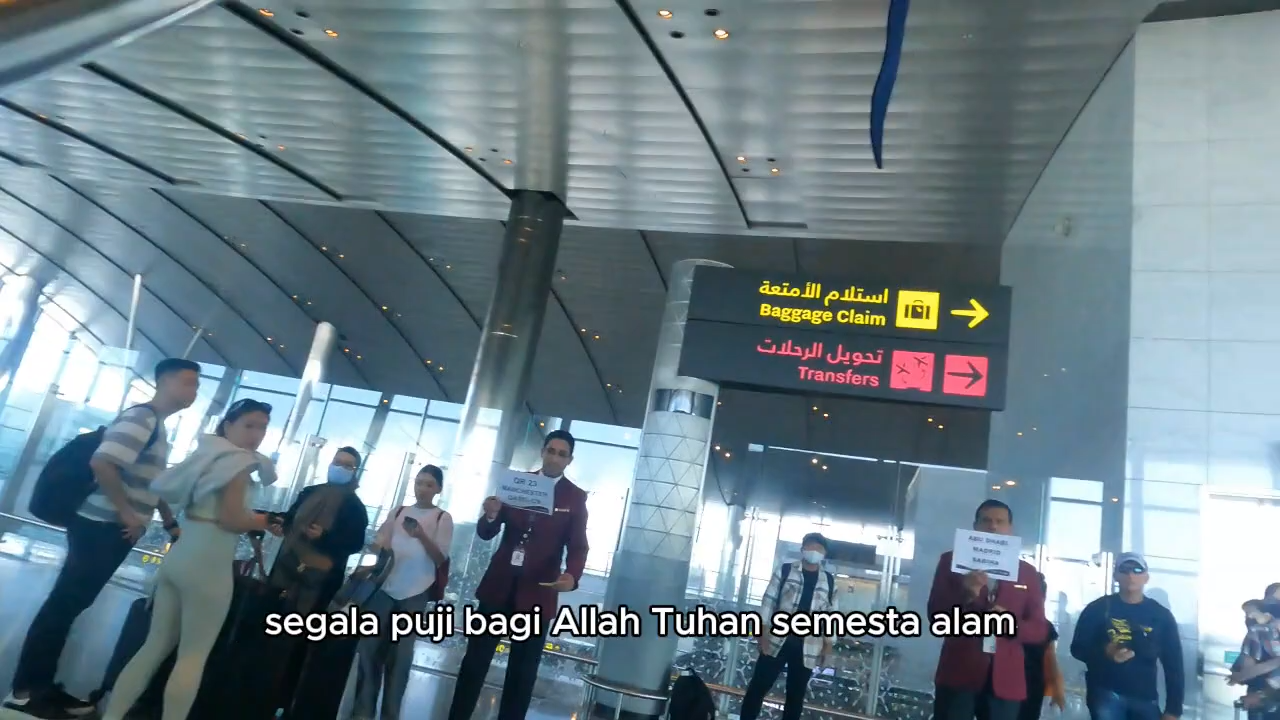 استلام الأمتعة
Baggage Claim
تحويل الرحلات
Transfers
QR 23
MANCHESTER
ABU DHABI
MADRID
segala puji bagi Allah Tuhan semesta alam